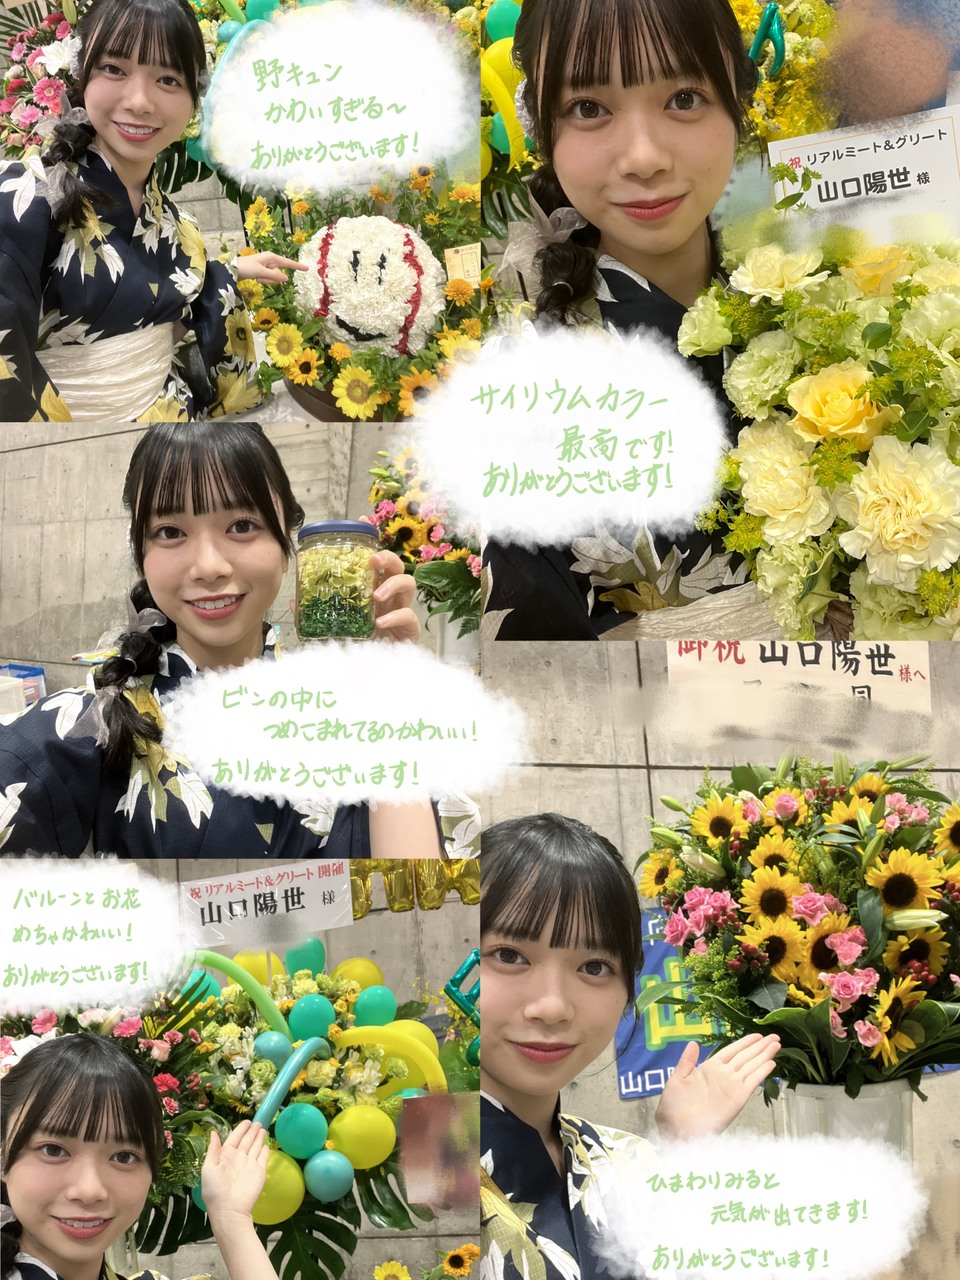 野キュン
かわいすぎる～
ありがとうございます!
祝 リアルミート&グリート
山口陽世 様
サイリウムカラー
最高です!
ありがとうございます!
ビンの中に
つめこまれてるのかわいい!
ありがとうございます!
御祝 山口陽世 様へ
バルーンとお花
めちゃかわいい!
ありがとうございます!
祝 リアルミート&グリート 開催
山口陽世 様
山口陽
ひまわりみると
元気が出てきます!
ありがとうございます!